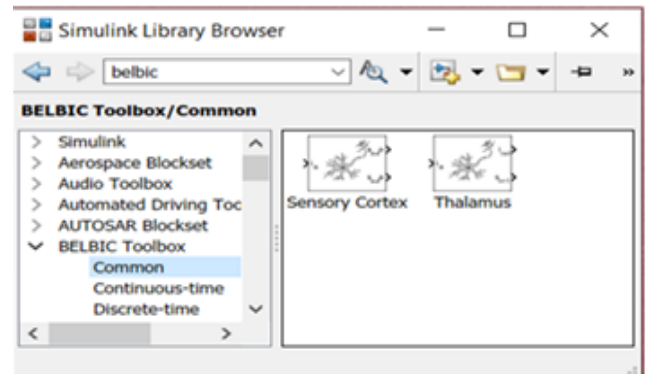 Simulink Library Browser
belbic
BELBIC Toolbox/Common
Simulink
Aerospace Blockset
Audio Toolbox
Automated Driving Toc
AUTOSAR Blockset
BELBIC Toolbox
Common
Continuous-time
Discrete-time
Sensory Cortex
Thalamus